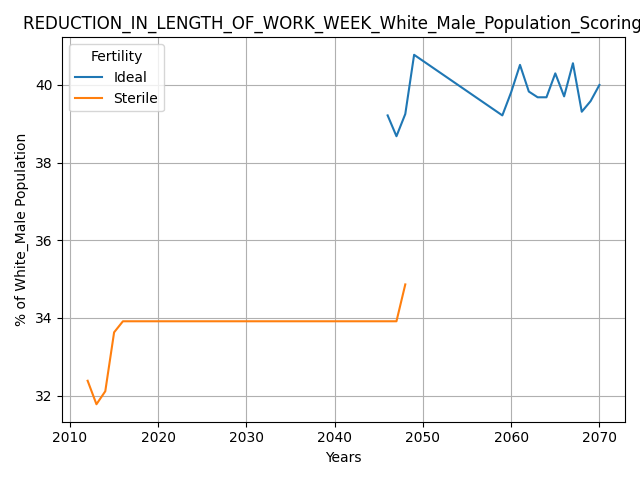 REDUCTION_IN_LENGTH_OF_WORK_WEEK_White_Male_Population_Scoring
Fertility
Ideal
Sterile
% of White_Male Population
40
38
36
34
32
2010 2020 2030 2040 2050 2060 2070
Years